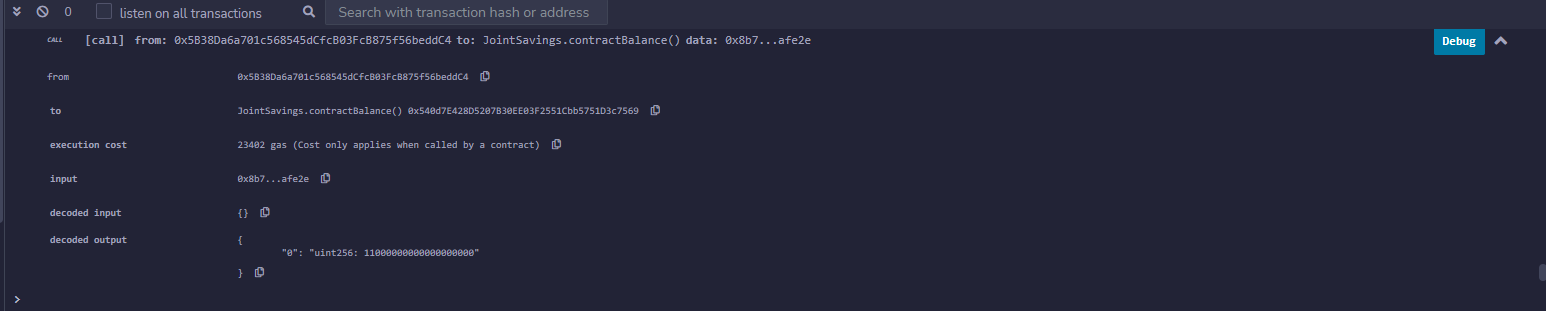 0 listen on all transactions Search with transaction hash or address
CALL [call] from: 0x5B38Da6a701c568545dCfcB03FcB875f56beddC4 to: JointSavings.contractBalance() data: 0x8b7...afe2e Debug
from 0x5B38Da6a701c568545dCfcB03FcB875f56beddC4
to JointSavings.contractBalance() 0x540d7E428D5207B30EE03F2551Cbb5751D3c7569
execution cost 23402 gas (Cost only applies when called by a contract)
input 0x8b7...afe2e
decoded input {}
decoded output {
"0": "uint256: 11000000000000000000"
}
>